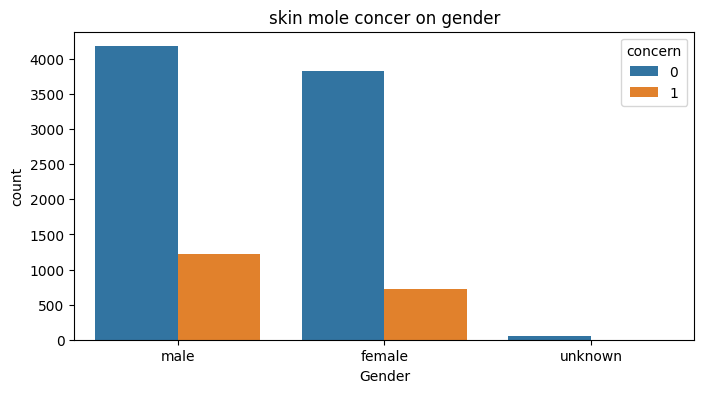 skin mole concer on gender
concern
0
1
4000
3500
3000
2500
2000
1500
1000
500
0
count
male female unknown
Gender